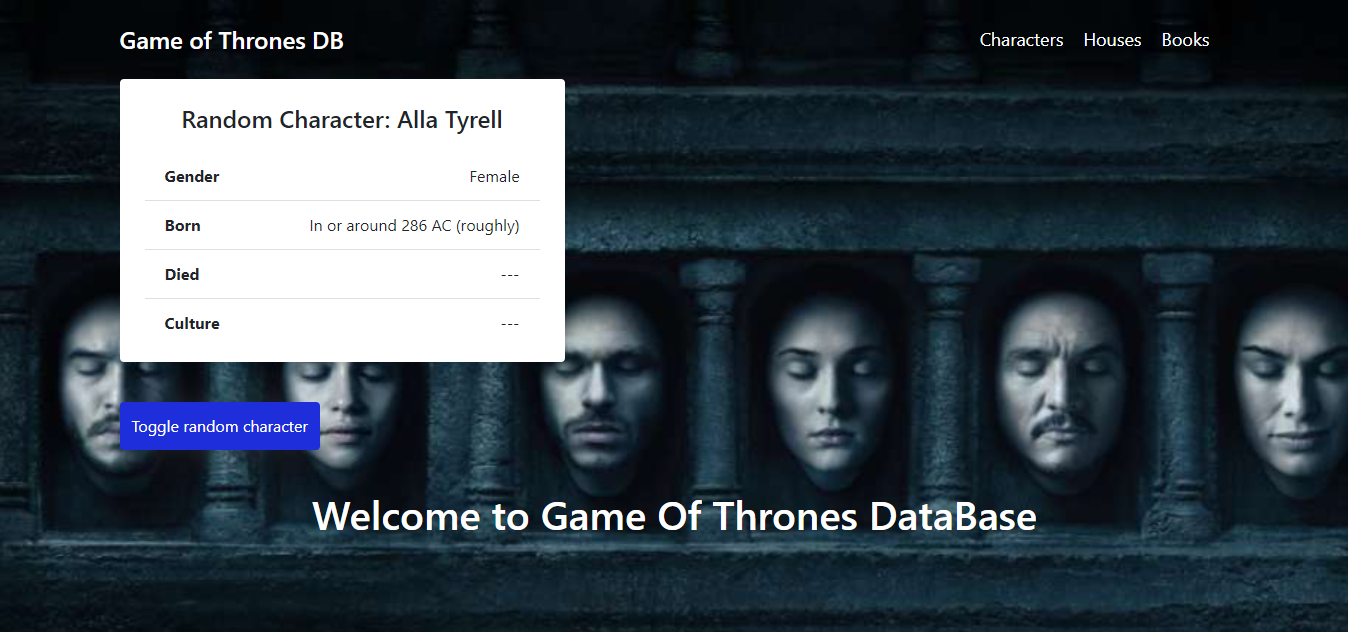 Game of Thrones DB
Characters Houses Books
Random Character: Alla Tyrell
Gender Female
Born In or around 286 AC (roughly)
Died ---
Culture ---
Toggle random character
Welcome to Game Of Thrones DataBase